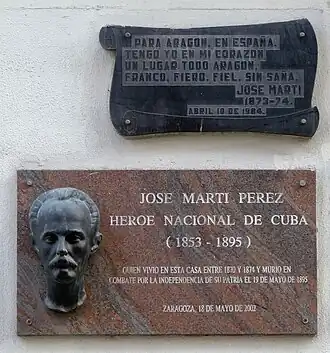 PARA ARAGON, EN ESPAÑA,
TENGO YO EN MI CORAZON
UN LUGAR TODO ARAGON,
FRANCO, FIERO, FIEL, SIN SAÑA.
JOSE MARTI
1873-74.
ABRIL 10 DE 1984.
JOSE MARTI PEREZ
HEROE NACIONAL DE CUBA
( 1853 - 1895 )
QUIEN VIVIO EN ESTA CASA ENTRE 1870 Y 1874 Y MURIO EN
COMBATE POR LA INDEPENDENCIA DE SU PATRIA EL 19 DE MAYO DE 1895
ZARAGOZA, 18 DE MAYO DE 2002